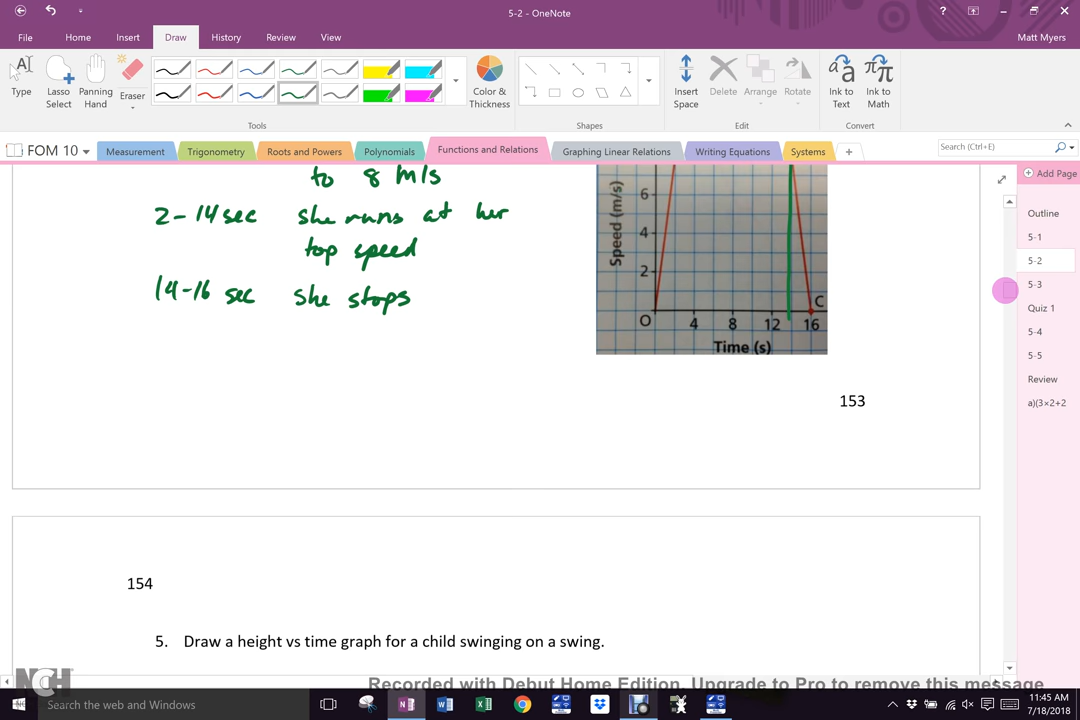 5-2 - OneNote
File Home Insert Draw History Review View
Matt Myers
Type Lasso Select Panning Hand Eraser
Color & Thickness
Insert Space Delete Arrange Rotate Ink to Text Ink to Math
Tools Shapes Edit Convert
FOM 10 Measurement Trigonometry Roots and Powers Polynomials Functions and Relations Graphing Linear Relations Writing Equations Systems
Search (Ctrl+E)
Add Page
Outline
5-1
5-2
5-3
Quiz 1
5-4
5-5
Review
a)(3×2+2
to 8 m/s
2-14 sec she runs at her
top speed
14-16 sec she stops
Speed (m/s)
6
4
2
O 4 8 12 16
C
Time (s)
153
154
5. Draw a height vs time graph for a child swinging on a swing.
NCH
Recorded with Debut Home Edition. Upgrade to Pro to remove this message
Search the web and Windows
11:45 AM
7/18/2018